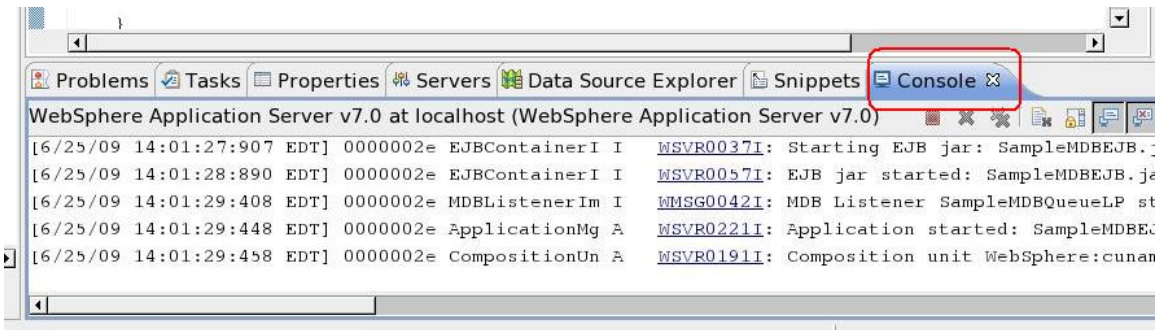 }
Problems Tasks Properties Servers Data Source Explorer Snippets Console
WebSphere Application Server v7.0 at localhost (WebSphere Application Server v7.0)
[6/25/09 14:01:27:907 EDT] 0000002e EJBContainerI I WSVR0037I: Starting EJB jar: SampleMDBEJB.j
[6/25/09 14:01:28:890 EDT] 0000002e EJBContainerI I WSVR0057I: EJB jar started: SampleMDBEJB.ja
[6/25/09 14:01:29:408 EDT] 0000002e MDBListenerIm I WMSG0042I: MDB Listener SampleMDBQueueLP st
[6/25/09 14:01:29:448 EDT] 0000002e ApplicationMg A WSVR0221I: Application started: SampleMDBEJ
[6/25/09 14:01:29:458 EDT] 0000002e CompositionUn A WSVR0191I: Composition unit WebSphere:cunam